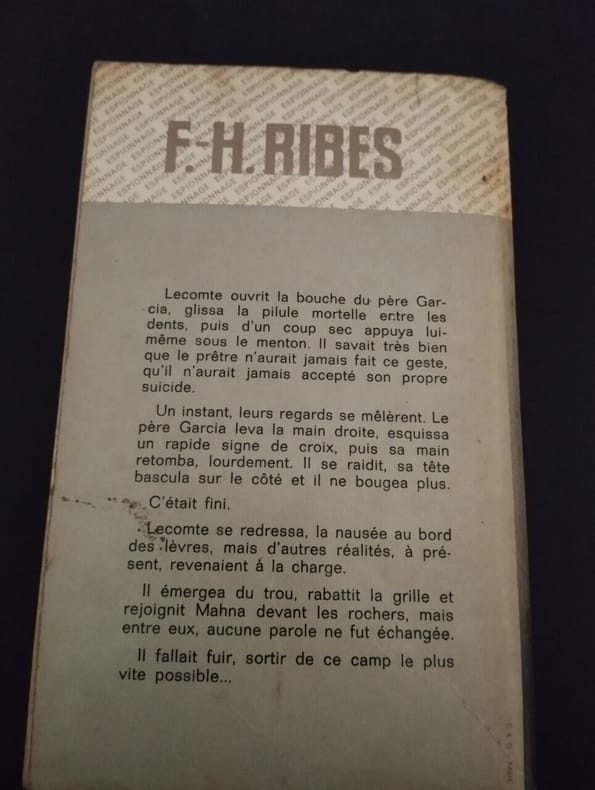 F.-H. RIBES
Lecomte ouvrit la bouche du père Gar-
cia, glissa la pilule mortelle entre les
dents, puis d'un coup sec appuya lui-
même sous le menton. Il savait très bien
que le prêtre n'aurait jamais fait ce geste,
qu'il n'aurait jamais accepté son propre
suicide.
Un instant, leurs regards se mêlèrent. Le
père Garcia leva la main droite, esquissa
un rapide signe de croix, puis sa main
retomba, lourdement. Il se raidit, sa tête
bascula sur le côté et il ne bougea plus.
C'était fini.
Lecomte se redressa, la nausée au bord
des lèvres, mais d'autres réalités, à pré-
sent, revenaient á la charge.
Il émergea du trou, rabattit la grille et
rejoignit Mahna devant les rochers, mais
entre eux, aucune parole ne fut échangée.
Il fallait fuir, sortir de ce camp le plus
vite possible...